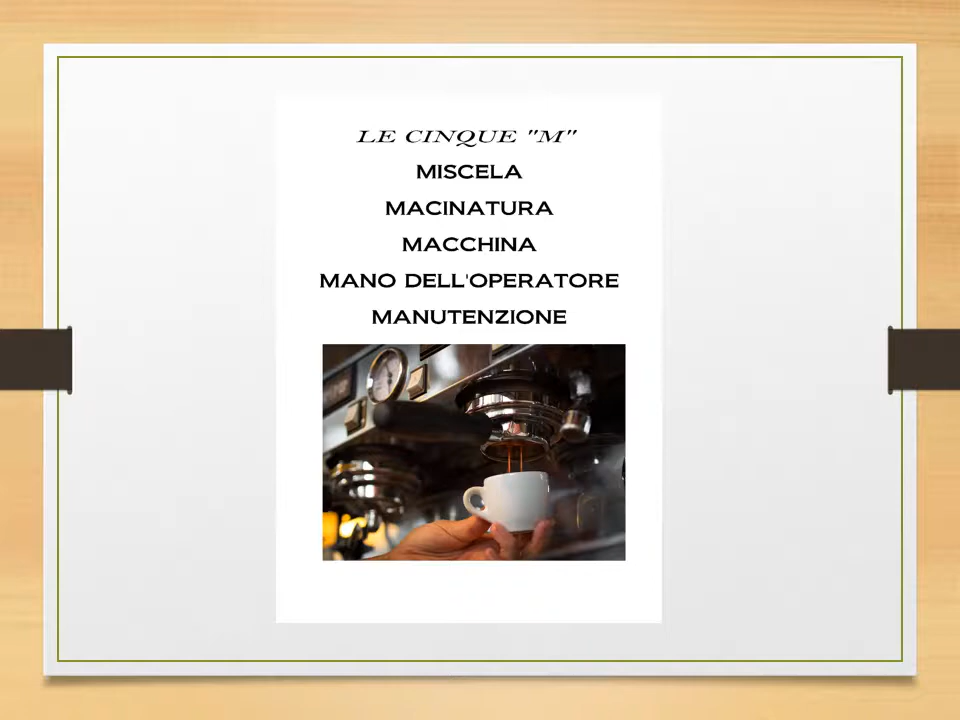 LE CINQUE "M"
MISCELA
MACINATURA
MACCHINA
MANO DELL'OPERATORE
MANUTENZIONE